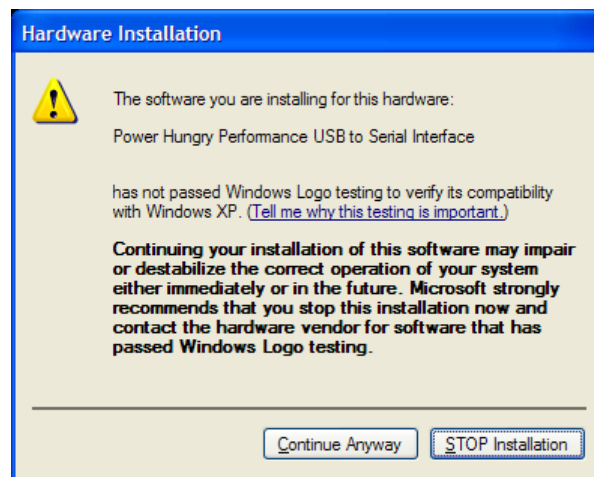 Hardware Installation
The software you are installing for this hardware:
Power Hungry Performance USB to Serial Interface
has not passed Windows Logo testing to verify its compatibility
with Windows XP. (Tell me why this testing is important.)
Continuing your installation of this software may impair
or destabilize the correct operation of your system
either immediately or in the future. Microsoft strongly
recommends that you stop this installation now and
contact the hardware vendor for software that has
passed Windows Logo testing.
Continue Anyway
STOP Installation